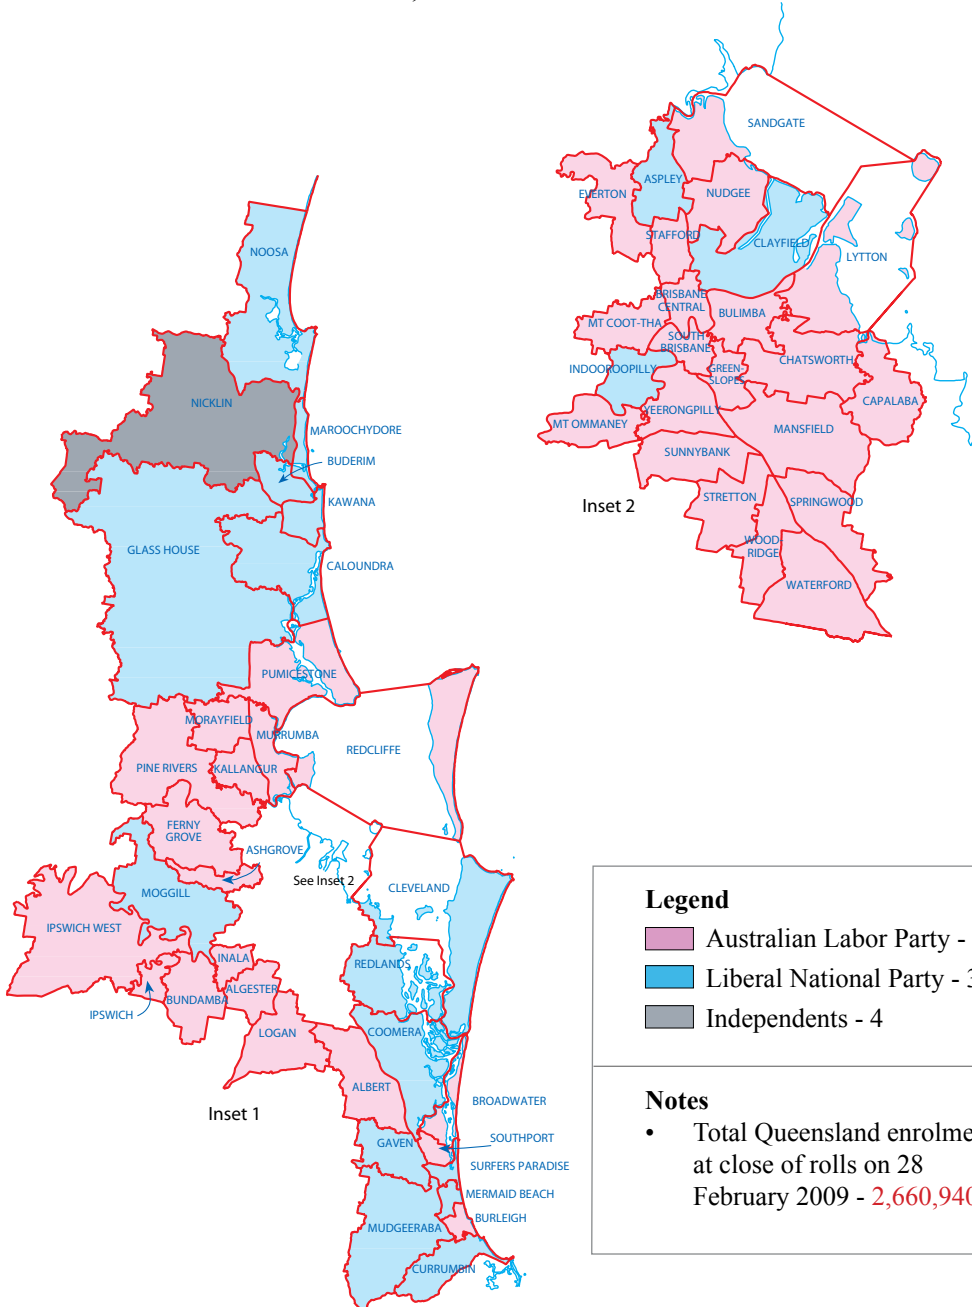 SANDGATE
ASPLEY
EVERTON
NUDGEE
STAFFORD
CLAYFIELD
LYTTON
BRISBANE
CENTRAL
BULIMBA
MT COOT-THA
SOUTH
BRISBANE
CHATSWORTH
INDOOROOPILLY
GREEN-
SLOPES
CAPALABA
YEERONGPILLY
MT OMMANEY
MANSFIELD
SUNNYBANK
STRETTON
SPRINGWOOD
Inset 2
WOOD-
RIDGE
WATERFORD
NOOSA
NICKLIN
MAROOCHYDORE
BUDERIM
KAWANA
GLASS HOUSE
CALOUNDRA
PUMICESTONE
MORAYFIELD
MURRUMBA
REDCLIFFE
PINE RIVERS
KALLANGUR
FERNY
GROVE
ASHGROVE
See Inset 2
CLEVELAND
MOGGILL
IPSWICH WEST
INALA
REDLANDS
ALGESTER
BUNDAMBA
IPSWICH
LOGAN
COOMERA
ALBERT
BROADWATER
Inset 1
GAVEN
SOUTHPORT
SURFERS PARADISE
MERMAID BEACH
MUDGEERABA
BURLEIGH
CURRUMBIN
Legend
Australian Labor Party -
Liberal National Party - 3
Independents - 4
Notes
• Total Queensland enrolme
at close of rolls on 28
February 2009 - 2,660,940